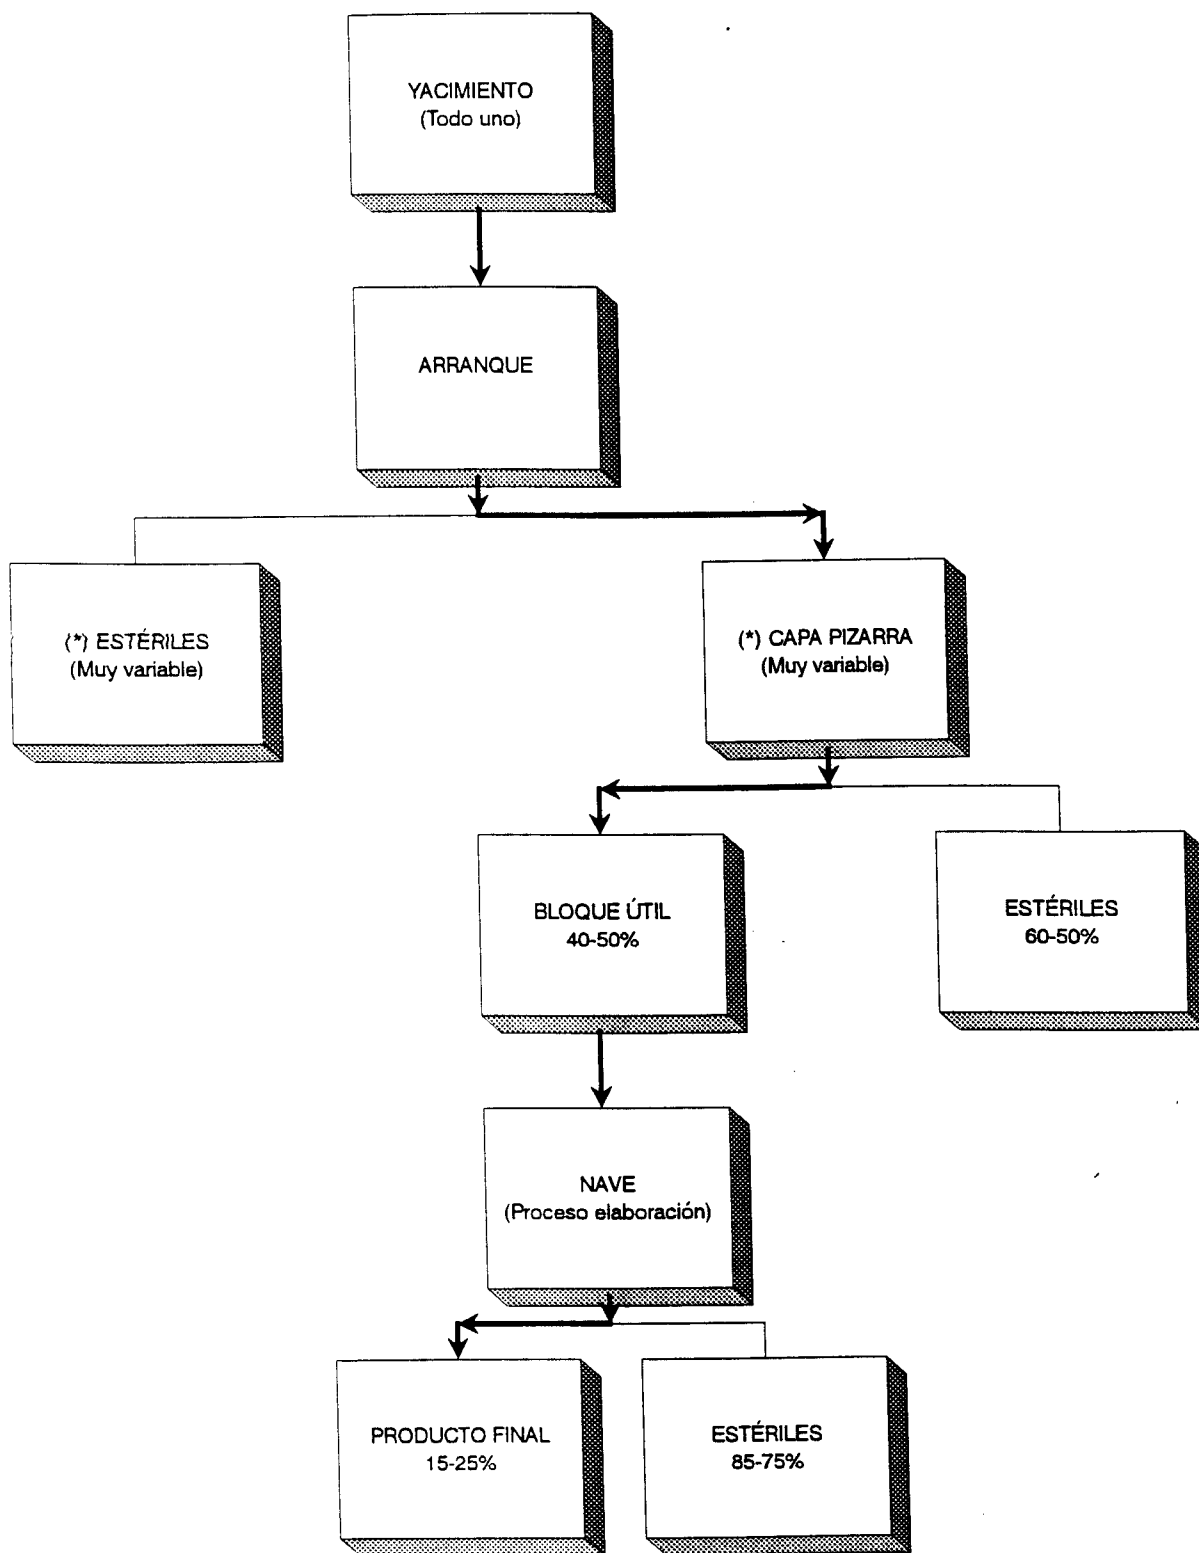 YACIMIENTO
(Todo uno)
ARRANQUE
(*) ESTÉRILES
(Muy variable)
(*) CAPA PIZARRA
(Muy variable)
BLOQUE ÚTIL
40-50%
ESTÉRILES
60-50%
NAVE
(Proceso elaboración)
PRODUCTO FINAL
15-25%
ESTÉRILES
85-75%